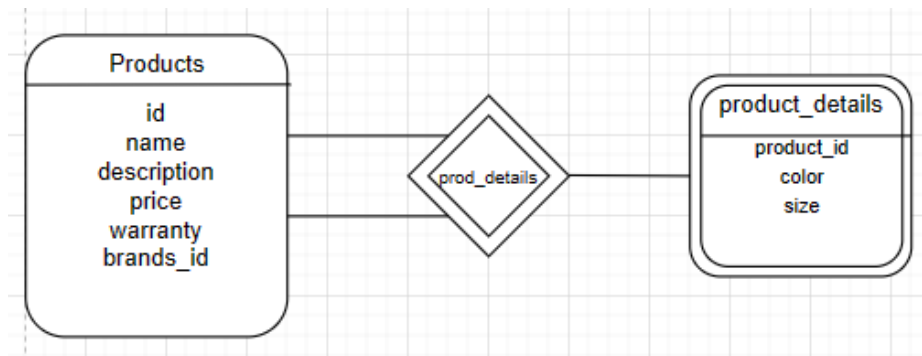 Products
id
name
description
price
warranty
brands_id
prod_details
product_details
product_id
color
size